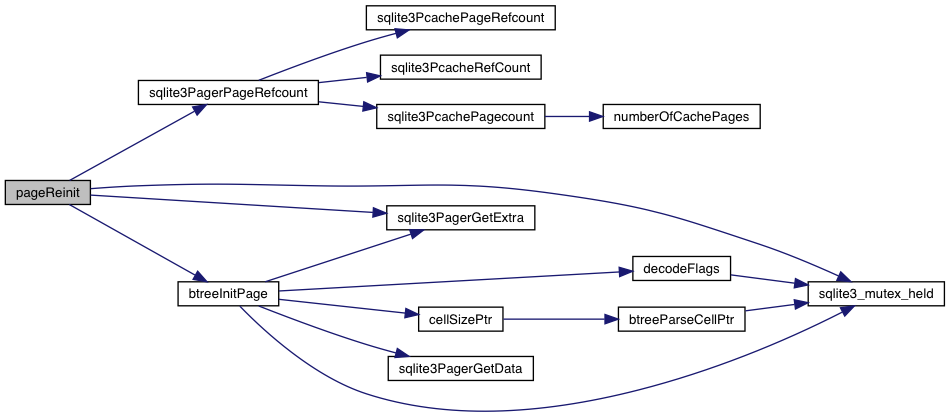 sqlite3PcachePageRefcount
sqlite3PcacheRefCount
sqlite3PagerPageRefcount
sqlite3PcachePagecount
numberOfCachePages
pageReinit
sqlite3PagerGetExtra
decodeFlags
btreeInitPage
sqlite3_mutex_held
cellSizePtr
btreeParseCellPtr
sqlite3PagerGetData